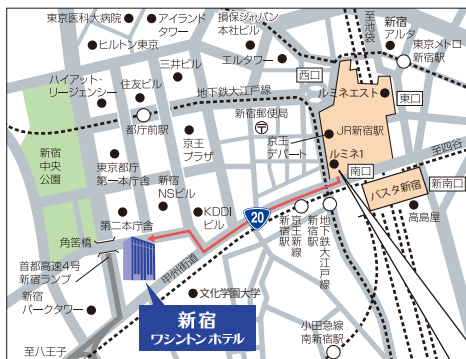 東京医科大病院
アイランド
タワー
損保ジャパン
本社ビル
至池袋
新宿
アルタ
東京メトロ
新宿駅
ヒルトン東京
エルタワー
三井ビル
西口
ハイアット・
リージェンシー
住友ビル
地下鉄大江戸線
ルミネエスト
東口
新宿郵便局
都庁前駅
京王
プラザ
京王
デパート
JR新宿駅
至四谷
新宿
中央
公園
東京都庁
第一本庁舎
ルミネ1
南口
新宿
NSビル
バスタ新宿
新南口
KDDI
ビル
第二本庁舎
20
京王新線
新宿駅
地下鉄大江戸線
新宿駅
高島屋
角筈橋
甲州街道
首都高速4号
新宿ランプ
新宿
パークタワー
文化学園大学
新宿
ワシントンホテル
小田急線
南新宿駅
至八王子